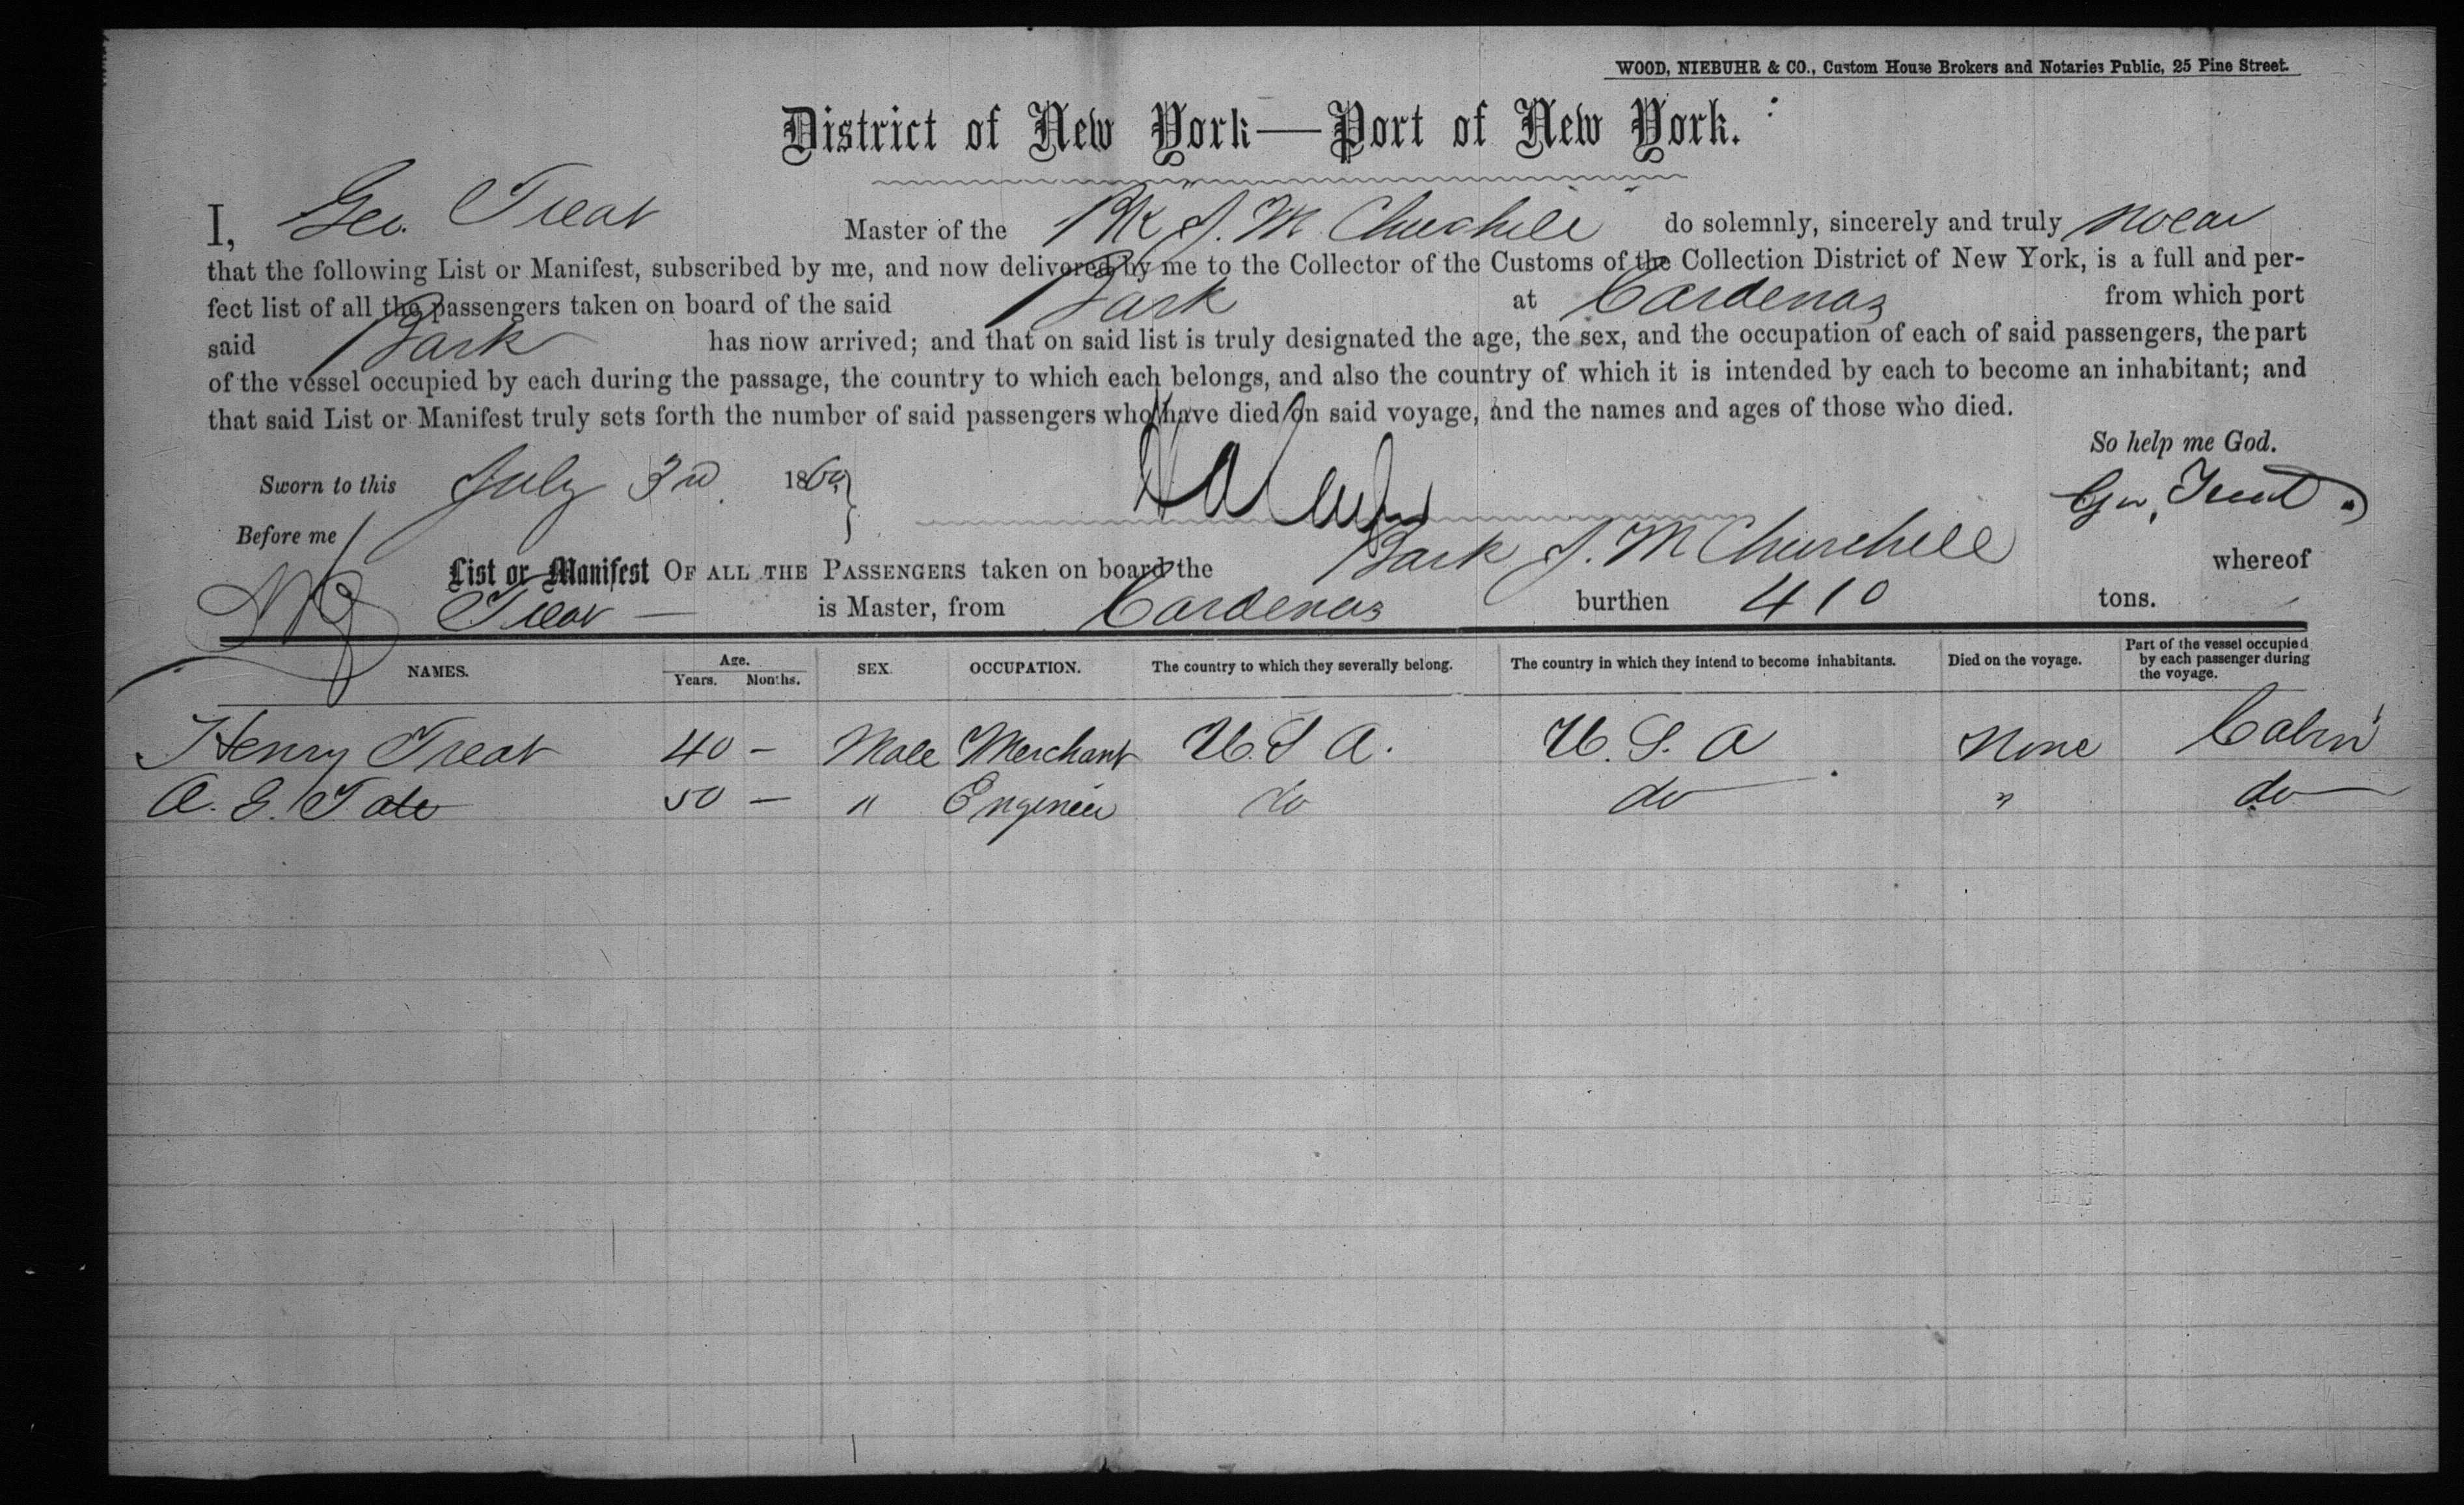 WOOD, NIEBUHR & CO., Custom House Brokers and Notaries Public, 25 Pine Street.
District of New York—Port of New York.
I, Geo. Treat Master of the Bk J. M Churchill do solemnly, sincerely and truly swear
that the following List or Manifest, subscribed by me, and now delivered by me to the Collector of the Customs of the Collection District of New York, is a full and per-
fect list of all the passengers taken on board of the said Bark at Cardenas from which port
said Bark has now arrived; and that on said list is truly designated the age, the sex, and the occupation of each of said passengers, the part
of the vessel occupied by each during the passage, the country to which each belongs, and also the country of which it is intended by each to become an inhabitant; and
that said List or Manifest truly sets forth the number of said passengers who have died on said voyage, and the names and ages of those who died.
So help me God.
Sworn to this July 3rd 1869 Geo. Treat
Before me
List or Manifest OF ALL THE PASSENGERS taken on board the Bark J. M Churchill whereof
Treat — is Master, from Cardenas burthen 410 tons.
NAMES. Age. Years. Months. SEX. OCCUPATION. The country to which they severally belong. The country in which they intend to become inhabitants. Died on the voyage. Part of the vessel occupied by each passenger during the voyage.
Henry Treat 40 – Male Merchant U. S A. U. S. A None Cabin
A. E. Tate 50 – " Engineer do do " do